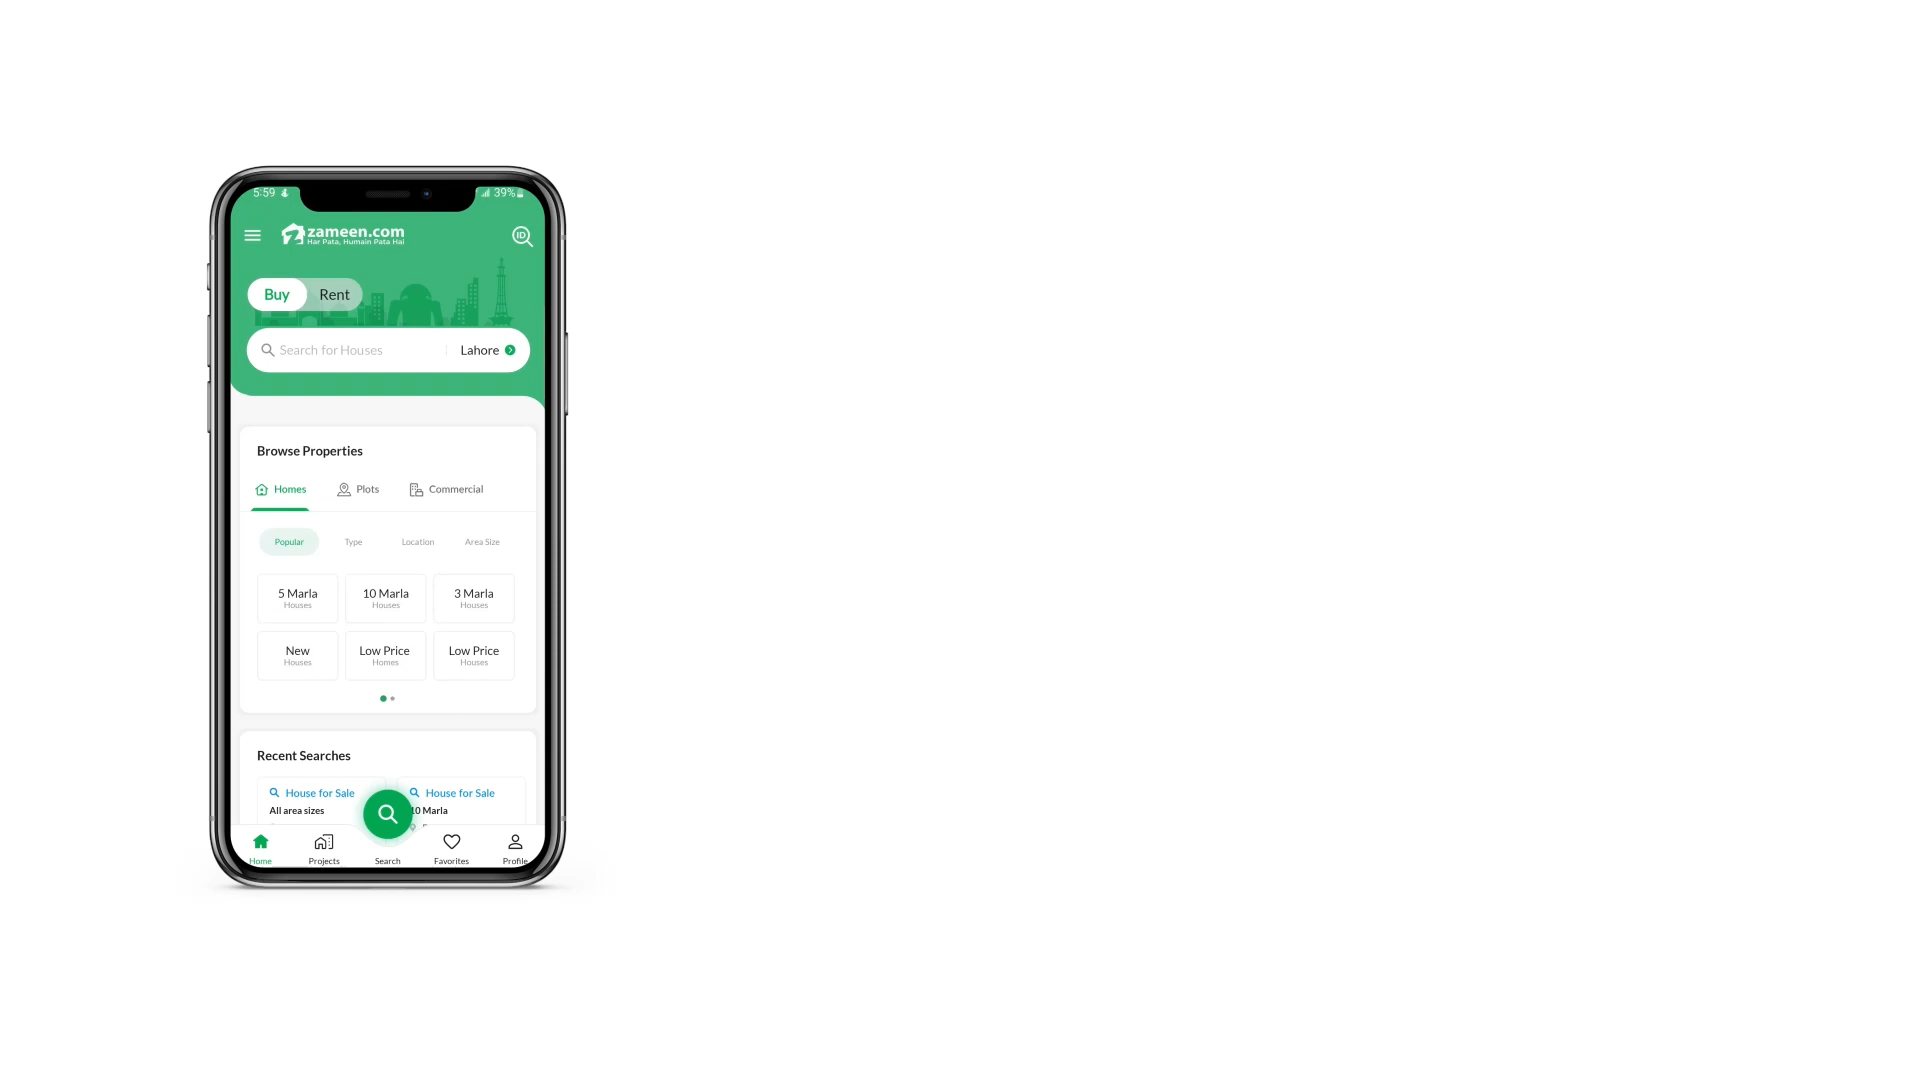 5:59
39%
zameen.com
Har Pata, Humain Pata Hai
ID
Buy Rent
Search for Houses Lahore
Browse Properties
Homes Plots Commercial
Popular Type Location Area Size
5 Marla 10 Marla 3 Marla
Houses Houses Houses
New Low Price Low Price
Houses Homes Houses
Recent Searches
House for Sale House for Sale
All area sizes 10 Marla
Home Projects Search Favorites Profile